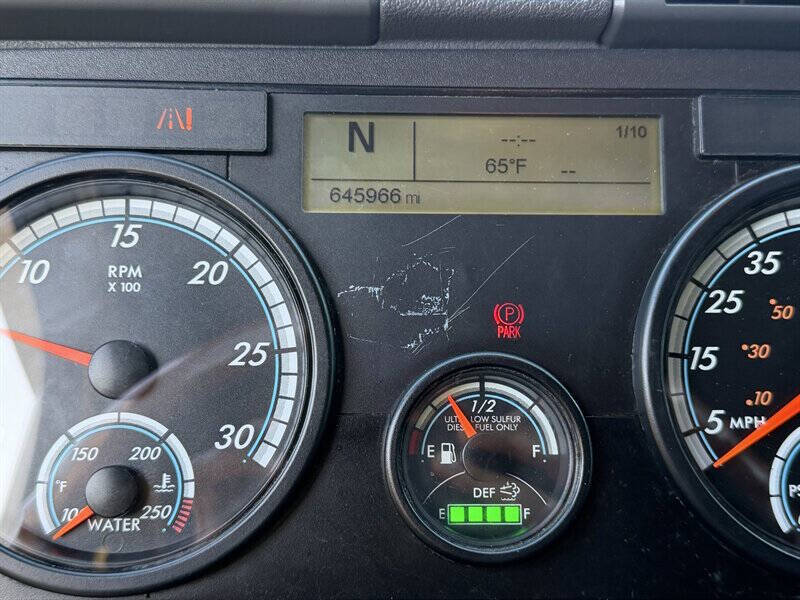 N
--:--
1/10
65°F --
645966 mi
10
15
20
25
30
RPM
X 100
150
200
°F
250
WATER
P
PARK
1/2
ULTRA LOW SULFUR
DIESEL FUEL ONLY
E
F
DEF
E
F
35
25
15
5 MPH
50
30
10